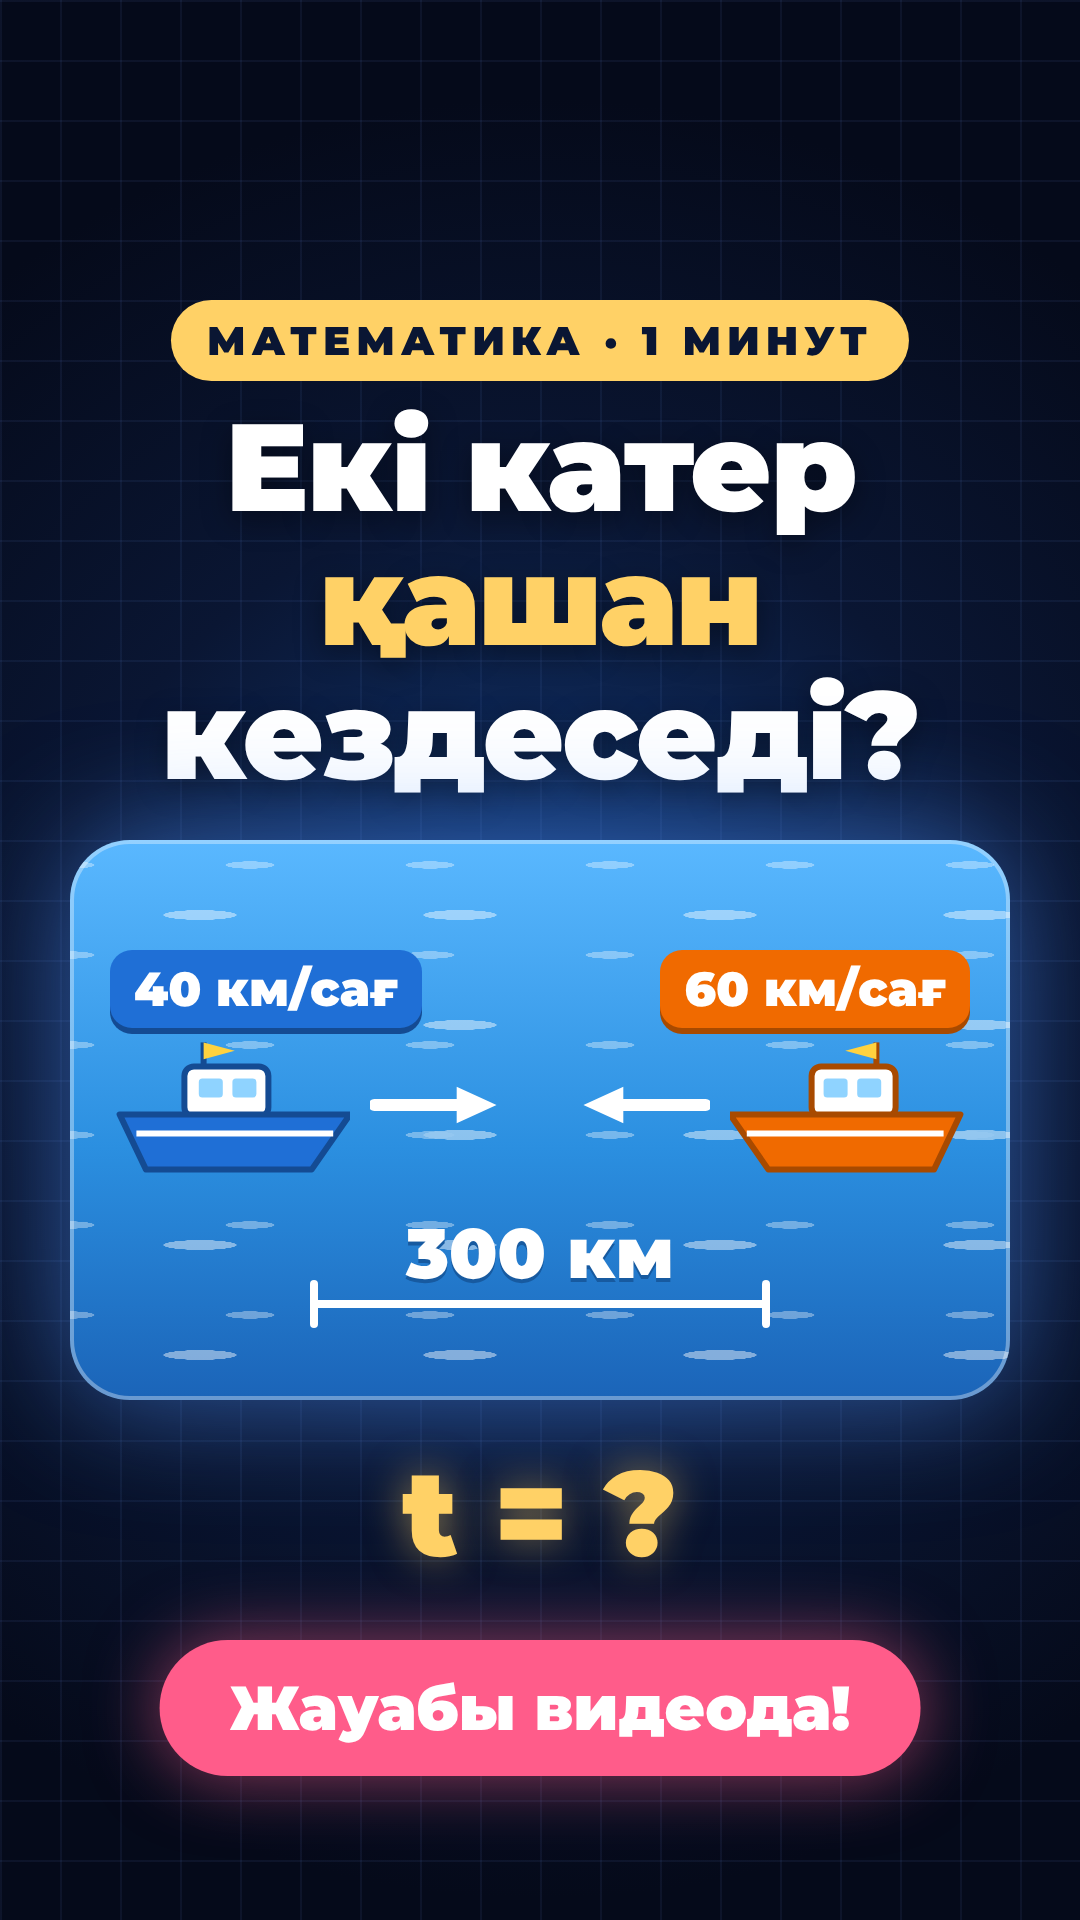 МАТЕМАТИКА • 1 МИНУТ
Екі катер
қашан
кездеседі?
40 км/сағ
60 км/сағ
300 км
t = ?
Жауабы видеода!